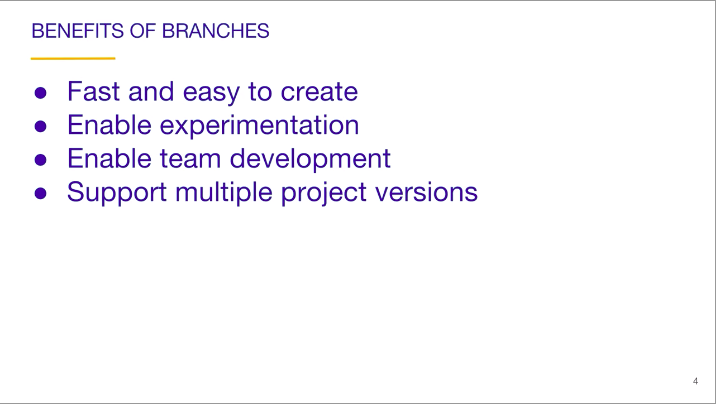 BENEFITS OF BRANCHES
● Fast and easy to create
● Enable experimentation
● Enable team development
● Support multiple project versions
4